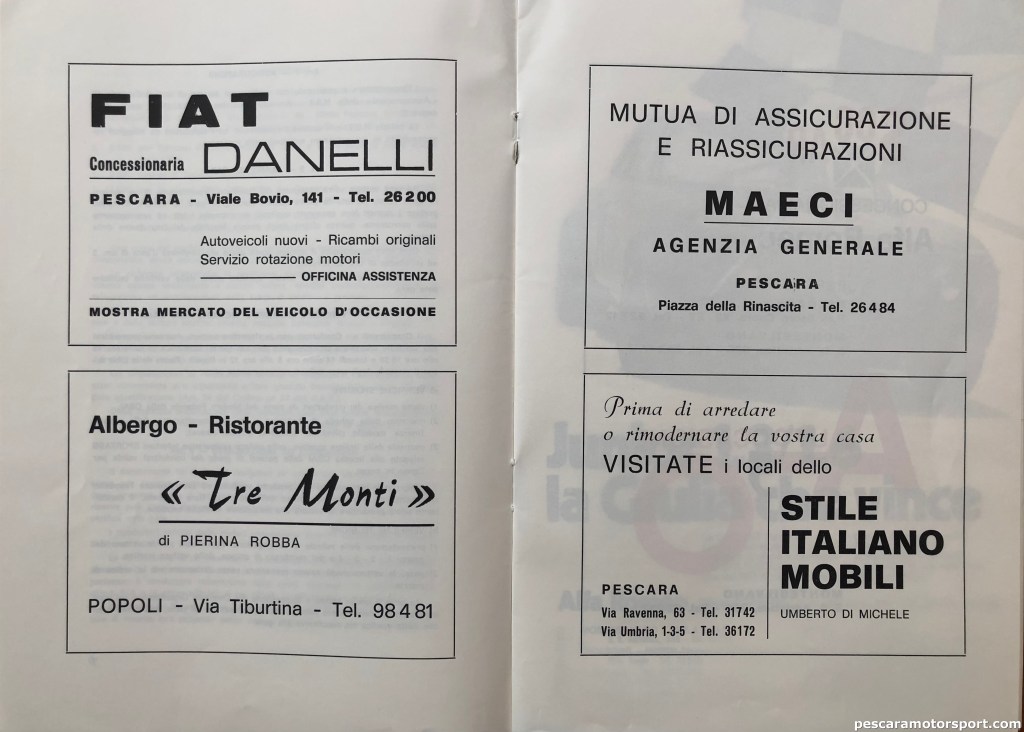 FIAT
Concessionaria DANELLI
PESCARA - Viale Bovio, 141 - Tel. 26200
Autoveicoli nuovi - Ricambi originali
Servizio rotazione motori
OFFICINA ASSISTENZA
MOSTRA MERCATO DEL VEICOLO D'OCCASIONE
Albergo - Ristorante
« Tre Monti »
di PIERINA ROBBA
POPOLI - Via Tiburtina - Tel. 98481
MUTUA DI ASSICURAZIONE
E RIASSICURAZIONI
MAECI
AGENZIA GENERALE
PESCARA
Piazza della Rinascita - Tel. 26484
Prima di arredare
o rimodernare la vostra casa
VISITATE i locali dello
STILE
ITALIANO
MOBILI
UMBERTO DI MICHELE
PESCARA
Via Ravenna, 63 - Tel. 31742
Via Umbria, 1-3-5 - Tel. 36172
pescaramotorsport.com